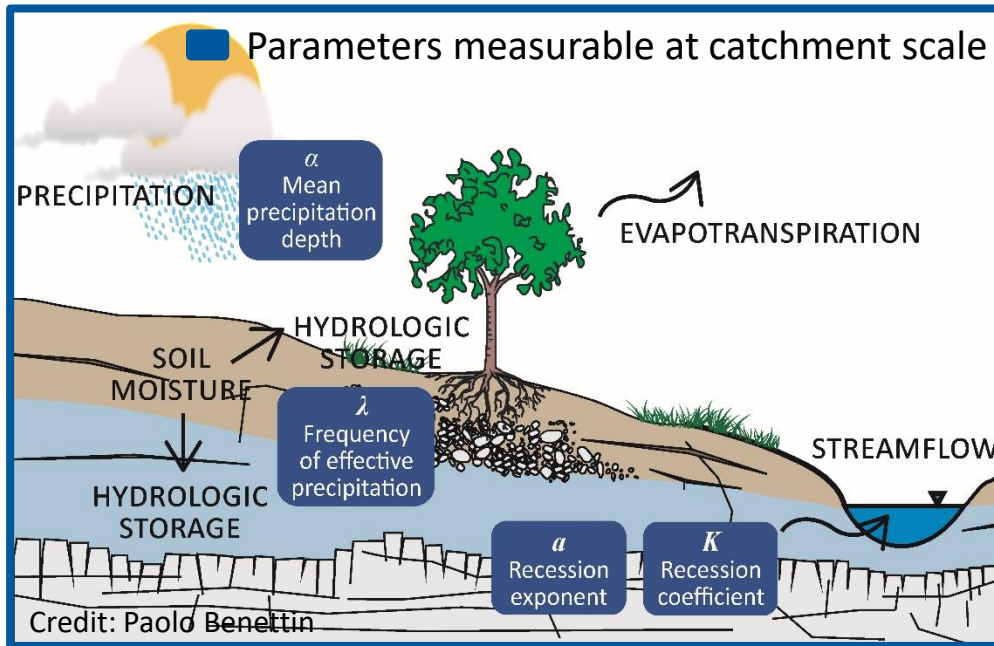 Parameters measurable at catchment scale
PRECIPITATION
α
Mean
precipitation
depth
EVAPOTRANSPIRATION
HYDROLOGIC
STORAGE
SOIL
MOISTURE
λ
Frequency
of effective
precipitation
STREAMFLOW
HYDROLOGIC
STORAGE
a
Recession
exponent
K
Recession
coefficient
Credit: Paolo Benettin